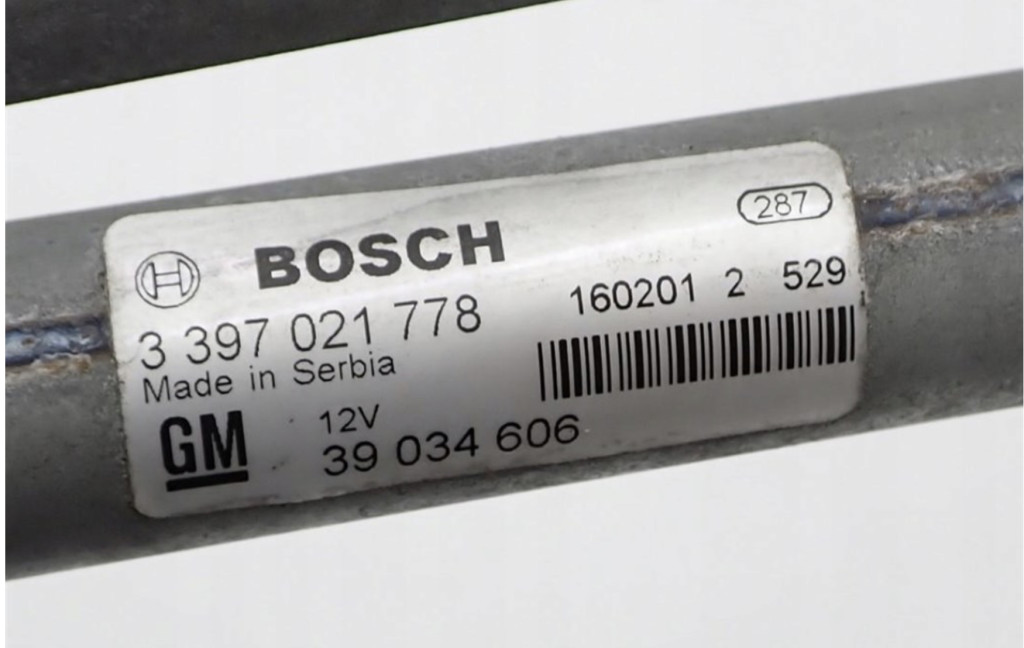 287
BOSCH
160201 2 529
3 397 021 778
Made in Serbia
GM
12V
39 034 606